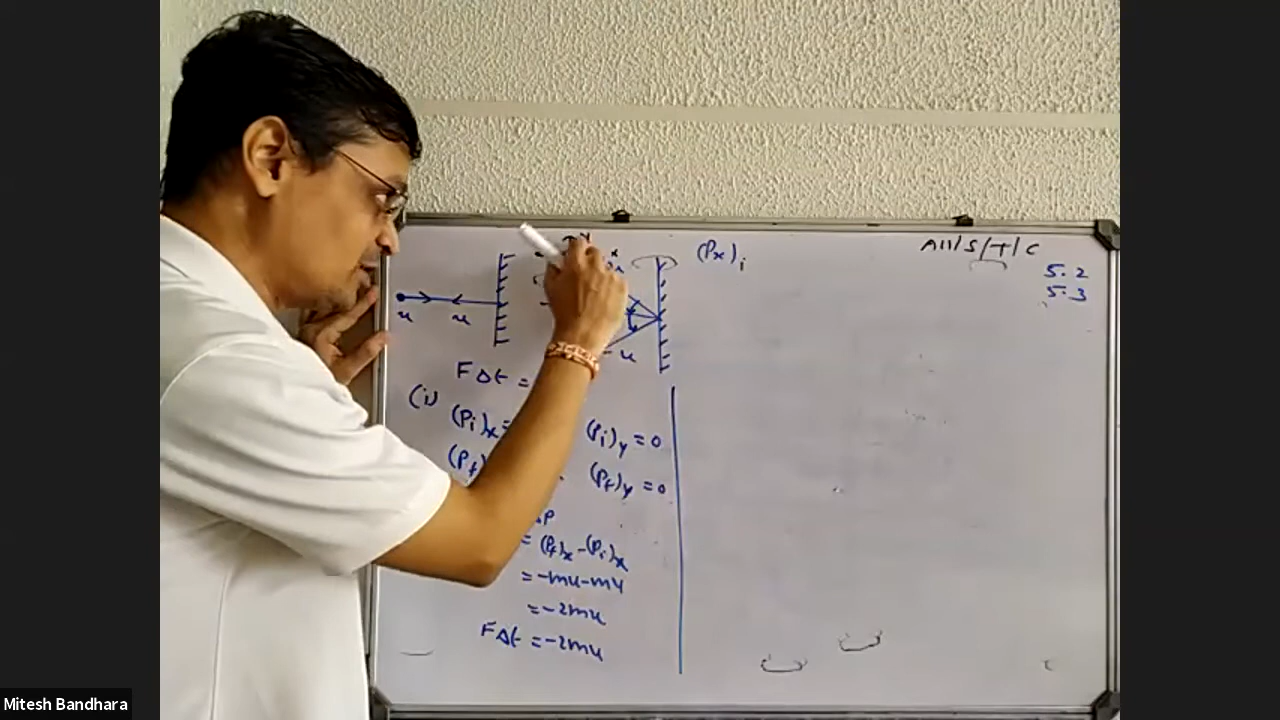 (Px)i
All/S/T/C
5.2
5.3
u u
u
FΔt =
(i) (Pi)x= (Pi)y = 0
(Pf) (Pf)y = 0
ΔP
= (Pf)x - (Pi)x
= -mu - mu
= -2mu
FΔt = -2mu
Mitesh Bandhara